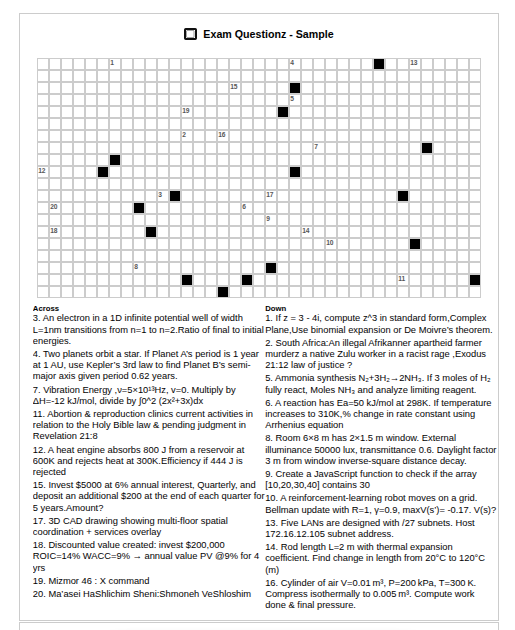 Exam Questionz - Sample
1 4 13
15
5
19
2 16
7
12
3 17
20 6
9
18 14
10
8
11
Across
3. An electron in a 1D infinite potential well of width
L=1nm transitions from n=1 to n=2.Ratio of final to initial
energies.
4. Two planets orbit a star. If Planet A's period is 1 year
at 1 AU, use Kepler's 3rd law to find Planet B's semi-
major axis given period 0.62 years.
7. Vibration Energy ,ν=5×10¹³Hz, v=0. Multiply by
ΔH=-12 kJ/mol, divide by ∫0^2 (2x²+3x)dx
11. Abortion & reproduction clinics current activities in
relation to the Holy Bible law & pending judgment in
Revelation 21:8
12. A heat engine absorbs 800 J from a reservoir at
600K and rejects heat at 300K.Efficiency if 444 J is
rejected
15. Invest $5000 at 6% annual interest, Quarterly, and
deposit an additional $200 at the end of each quarter for
5 years.Amount?
17. 3D CAD drawing showing multi-floor spatial
coordination + services overlay
18. Discounted value created: invest $200,000
ROIC=14% WACC=9% → annual value PV @9% for 4
yrs
19. Mizmor 46 : X command
20. Ma'asei HaShlichim Sheni:Shmoneh VeShloshim
Down
1. If z = 3 - 4i, compute z^3 in standard form,Complex
Plane,Use binomial expansion or De Moivre's theorem.
2. South Africa:An illegal Afrikanner apartheid farmer
murderz a native Zulu worker in a racist rage ,Exodus
21:12 law of justice ?
5. Ammonia synthesis N₂+3H₂→2NH₃. If 3 moles of H₂
fully react, Moles NH₃ and analyze limiting reagent.
6. A reaction has Ea=50 kJ/mol at 298K. If temperature
increases to 310K,% change in rate constant using
Arrhenius equation
8. Room 6×8 m has 2×1.5 m window. External
illuminance 50000 lux, transmittance 0.6. Daylight factor
3 m from window inverse-square distance decay.
9. Create a JavaScript function to check if the array
[10,20,30,40] contains 30
10. A reinforcement-learning robot moves on a grid.
Bellman update with R=1, γ=0.9, maxV(s')= -0.17. V(s)?
13. Five LANs are designed with /27 subnets. Host
172.16.12.105 subnet address.
14. Rod length L=2 m with thermal expansion
coefficient. Find change in length from 20°C to 120°C
(m)
16. Cylinder of air V=0.01 m³, P=200 kPa, T=300 K.
Compress isothermally to 0.005 m³. Compute work
done & final pressure.